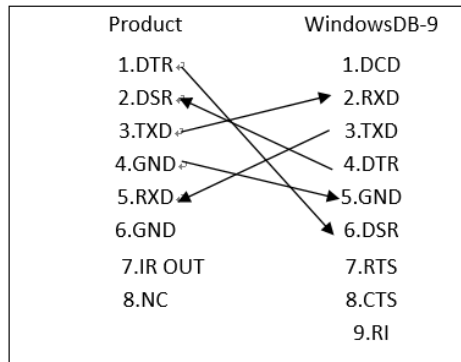 Product WindowsDB-9
1.DTR 1.DCD
2.DSR 2.RXD
3.TXD 3.TXD
4.GND 4.DTR
5.RXD 5.GND
6.GND 6.DSR
7.IR OUT 7.RTS
8.NC 8.CTS
9.RI